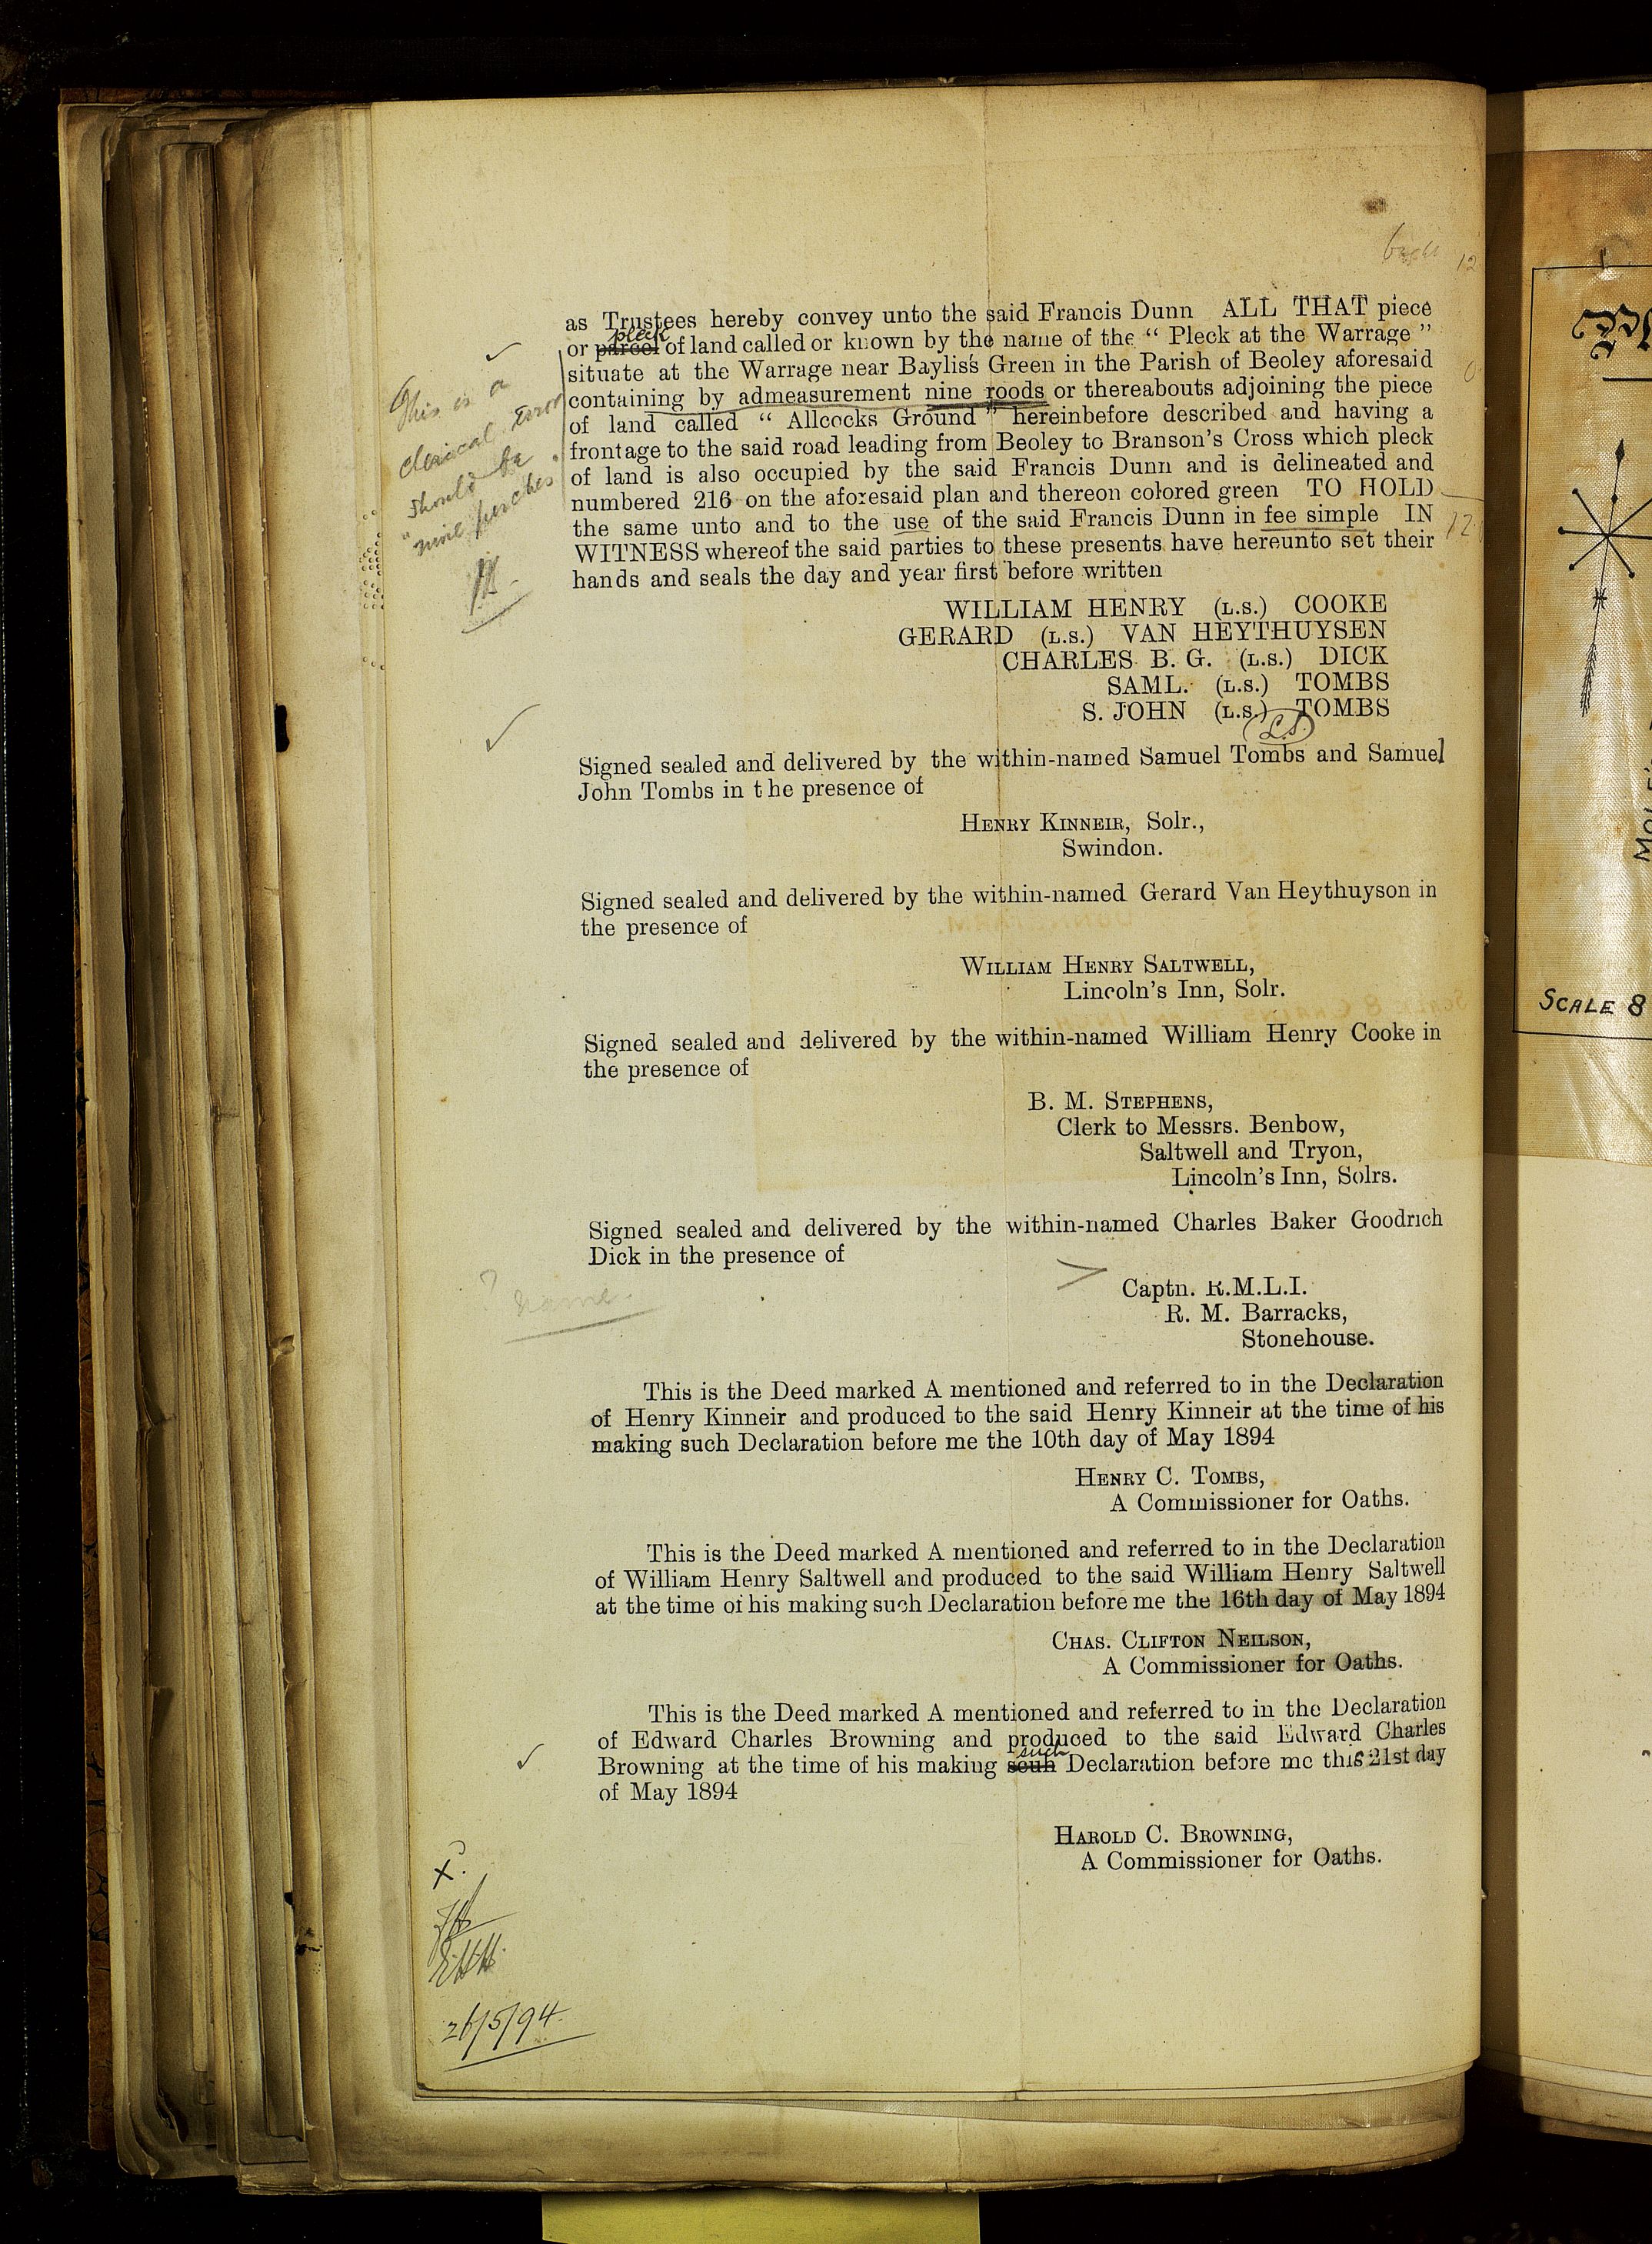 12
as Trustees hereby convey unto the said Francis Dunn ALL THAT piece
pleck
or parcel of land called or known by the name of the “ Pleck at the Warrage ”
situate at the Warrage near Bayliss Green in the Parish of Beoley aforesaid
containing by admeasurement nine roods or thereabouts adjoining the piece
of land called “ Allcocks Ground ” hereinbefore described and having a
frontage to the said road leading from Beoley to Branson's Cross which pleck
of land is also occupied by the said Francis Dunn and is delineated and
numbered 216 on the aforesaid plan and thereon colored green TO HOLD
the same unto and to the use of the said Francis Dunn in fee simple IN
WITNESS whereof the said parties to these presents have hereunto set their
hands and seals the day and year first before written
This is a
clerical error
should be
"nine perches"
WILLIAM HENRY (L.S.) COOKE
GERARD (L.S.) VAN HEYTHUYSEN
CHARLES B. G. (L.S.) DICK
SAML. (L.S.) TOMBS
S. JOHN (L.S.) TOMBS
(L.S.)
Signed sealed and delivered by the within-named Samuel Tombs and Samuel
John Tombs in the presence of
HENRY KINNEIR, Solr.,
Swindon.
Signed sealed and delivered by the within-named Gerard Van Heythuyson in
the presence of
WILLIAM HENRY SALTWELL,
Lincoln's Inn, Solr.
Signed sealed and delivered by the within-named William Henry Cooke in
the presence of
B. M. STEPHENS,
Clerk to Messrs. Benbow,
Saltwell and Tryon,
Lincoln's Inn, Solrs.
Signed sealed and delivered by the within-named Charles Baker Goodrich
Dick in the presence of
? name.
Captn. R.M.L.I.
R. M. Barracks,
Stonehouse.
This is the Deed marked A mentioned and referred to in the Declaration
of Henry Kinneir and produced to the said Henry Kinneir at the time of his
making such Declaration before me the 10th day of May 1894
HENRY C. TOMBS,
A Commissioner for Oaths.
This is the Deed marked A mentioned and referred to in the Declaration
of William Henry Saltwell and produced to the said William Henry Saltwell
at the time of his making such Declaration before me the 16th day of May 1894
CHAS. CLIFTON NEILSON,
A Commissioner for Oaths.
This is the Deed marked A mentioned and referred to in the Declaration
of Edward Charles Browning and produced to the said Edward Charles
such
Browning at the time of his making scuh Declaration before me this 21st day
of May 1894
HAROLD C. BROWNING,
A Commissioner for Oaths.
X.
26/5/94
SCALE 8